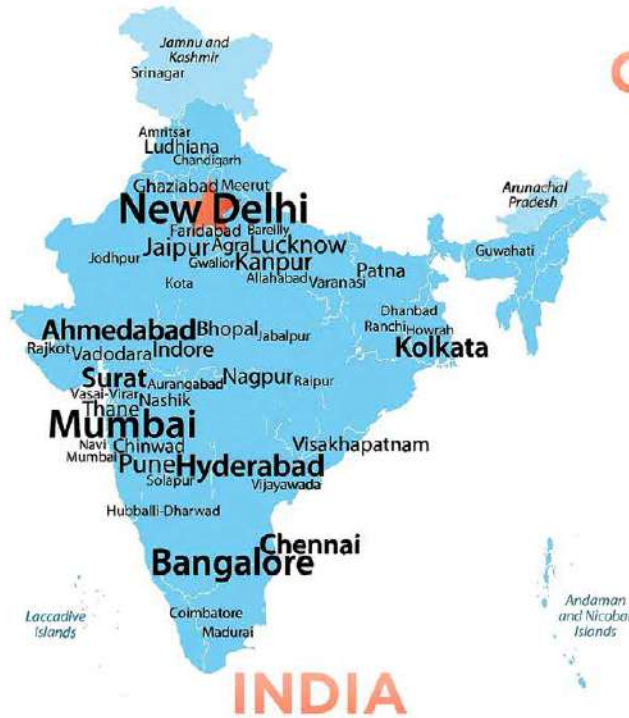 Jamnu and
Kashmir
Srinagar
Amritsar
Ludhiana
Chandigarh
Ghaziabad Meerut
New Delhi
Faridabad Bareilly
Jaipur Agra Lucknow
Jodhpur Gwalior Kanpur
Allahabad Varanasi Patna
Kota
Arunachal
Pradesh
Guwahati
Dhanbad
Ranchi Howrah
Kolkata
Ahmedabad Bhopal Jabalpur
Rajkot Vadodara Indore
Surat Aurangabad Nagpur Raipur
Vasai-Virar Nashik
Thane
Mumbai
Navi
Mumbai
Chinwad
Pune Hyderabad
Solapur
Visakhapatnam
Vijayawada
Hubballi-Dharwad
Chennai
Bangalore
Coimbatore
Madurai
Laccadive
Islands
Andaman
and Nicobar
Islands
INDIA